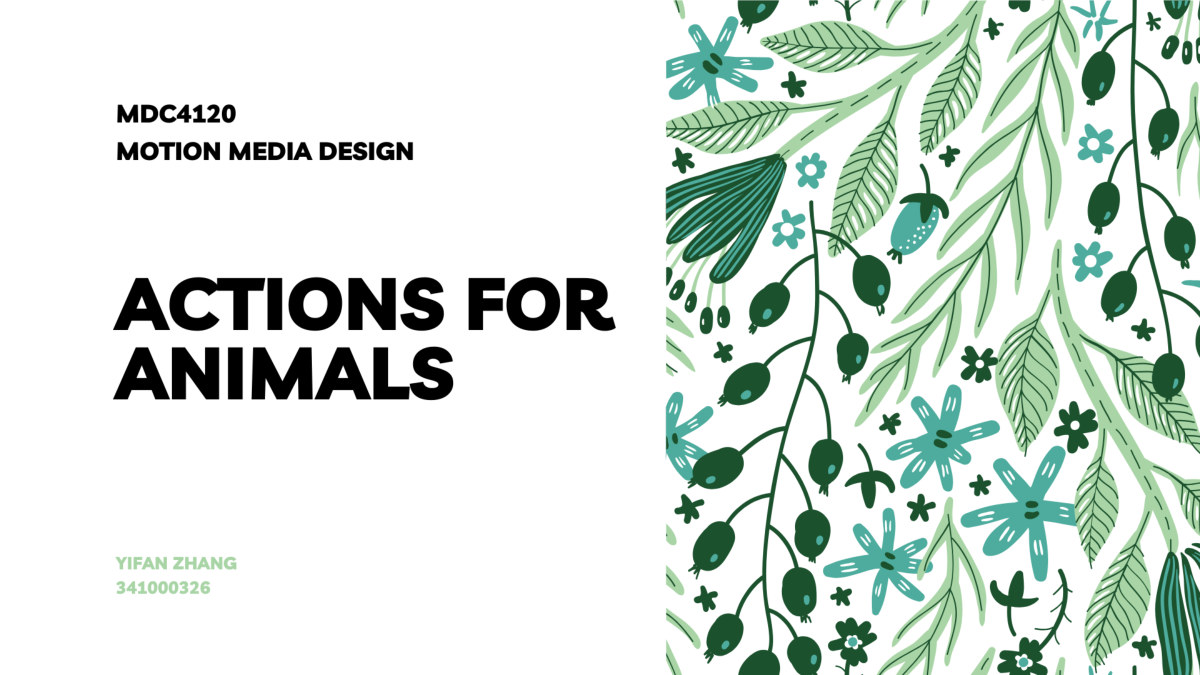 MDC4120
MOTION MEDIA DESIGN
ACTIONS FOR
ANIMALS
YIFAN ZHANG
341000326